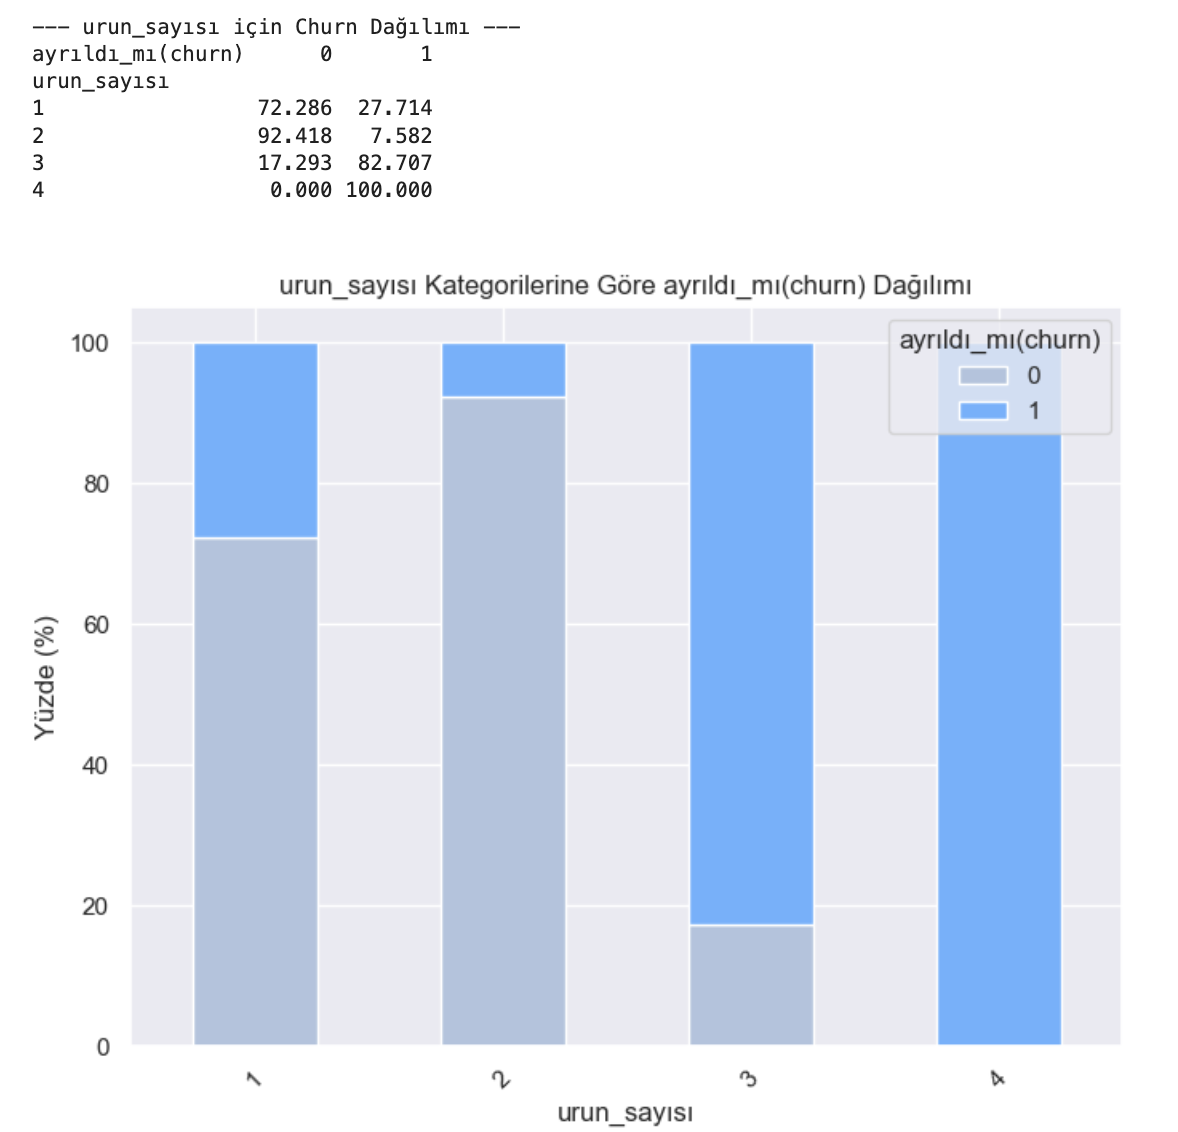 --- urun_sayısı için Churn Dağılımı ---
ayrıldı_mı(churn) 0 1
urun_sayısı
1 72.286 27.714
2 92.418 7.582
3 17.293 82.707
4 0.000 100.000
urun_sayısı Kategorilerine Göre ayrıldı_mı(churn) Dağılımı
ayrıldı_mı(churn)
0
1
100
80
60
40
20
0
Yüzde (%)
1 2 3 4
urun_sayısı